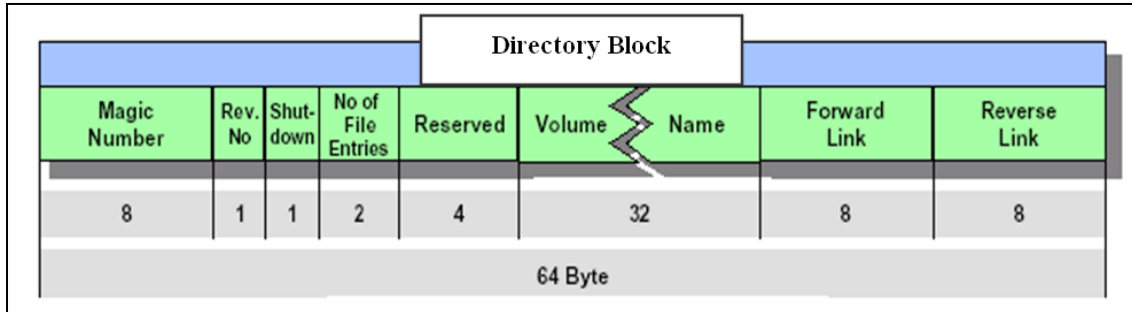 Directory Block
Magic Number
Rev. No
Shut-down
No of File Entries
Reserved
Volume Name
Forward Link
Reverse Link
8 1 1 2 4 32 8 8
64 Byte